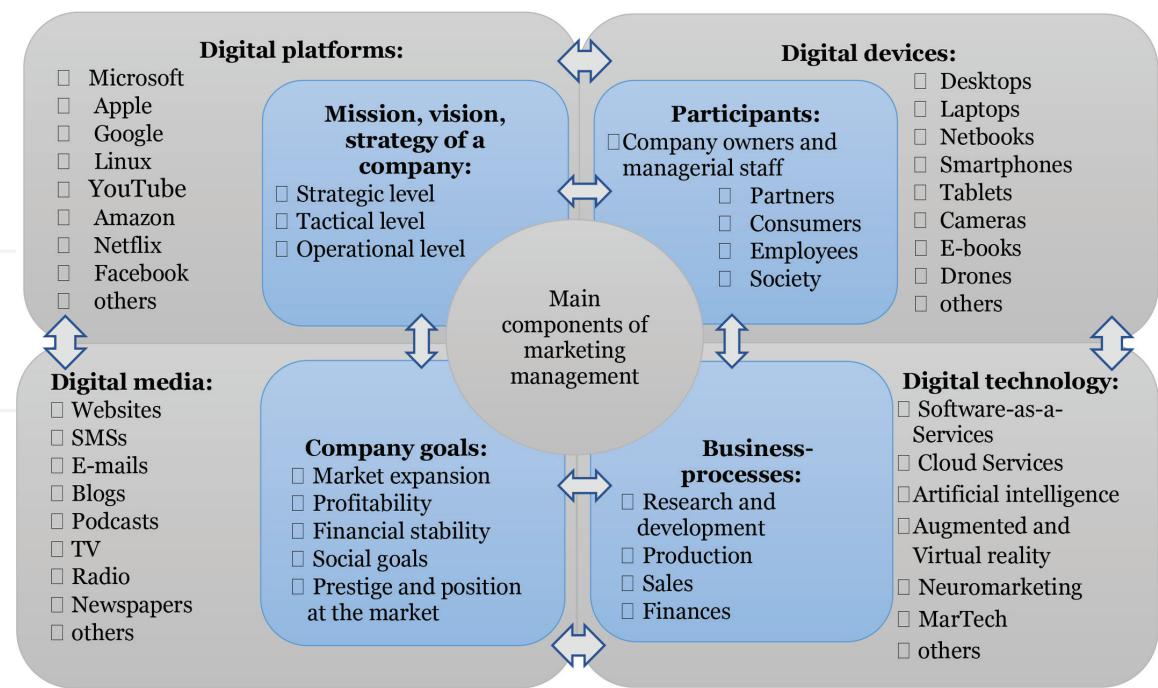 Digital platforms:
Microsoft
Apple
Google
Linux
YouTube
Amazon
Netflix
Facebook
others
Mission, vision,
strategy of a
company:
Strategic level
Tactical level
Operational level
Participants:
Company owners and
managerial staff
Partners
Consumers
Employees
Society
Digital devices:
Desktops
Laptops
Netbooks
Smartphones
Tablets
Cameras
E-books
Drones
others
Main
components of
marketing
management
Digital media:
Websites
SMSs
E-mails
Blogs
Podcasts
TV
Radio
Newspapers
others
Company goals:
Market expansion
Profitability
Financial stability
Social goals
Prestige and position
at the market
Business-
processes:
Research and
development
Production
Sales
Finances
Digital technology:
Software-as-a-
Services
Cloud Services
Artificial intelligence
Augmented and
Virtual reality
Neuromarketing
MarTech
others